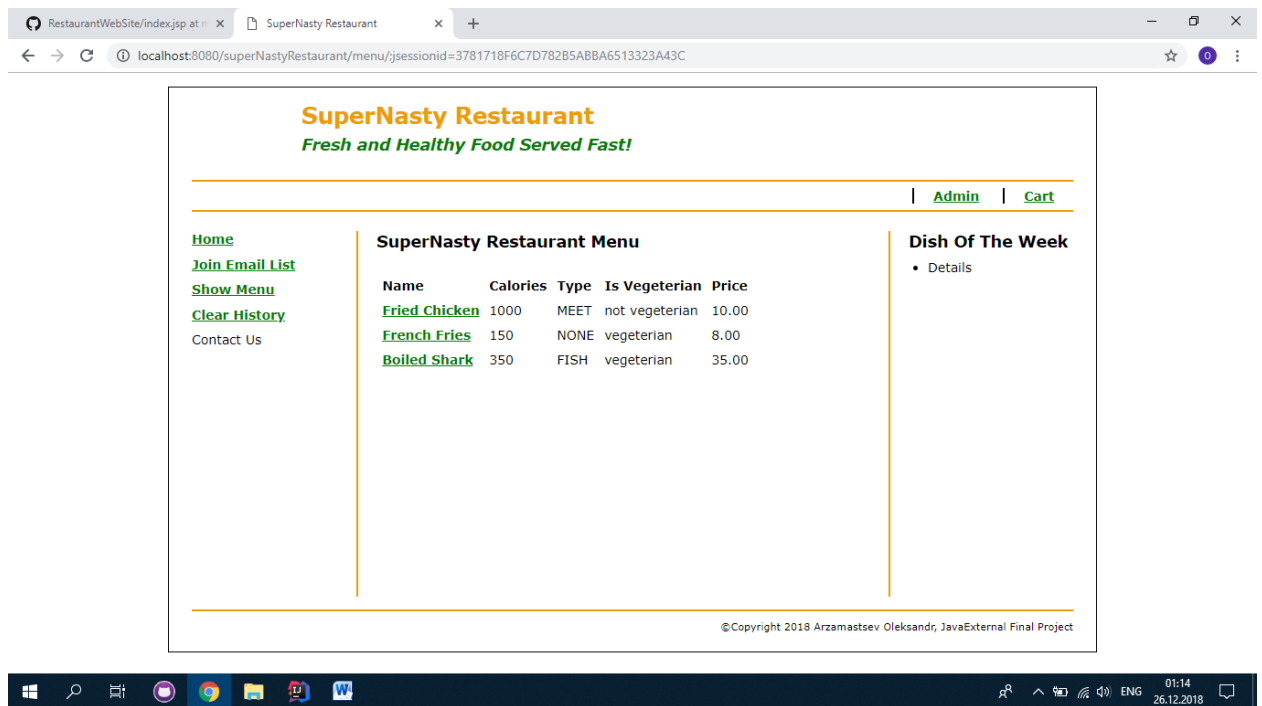 RestaurantWebSite/index.jsp at
SuperNasty Restaurant
localhost:8080/superNastyRestaurant/menu/;jsessionid=3781718F6C7D782B5ABBA6513323A43C
SuperNasty Restaurant
Fresh and Healthy Food Served Fast!
Admin Cart
Home
Join Email List
Show Menu
Clear History
Contact Us
SuperNasty Restaurant Menu
Name Calories Type Is Vegeterian Price
Fried Chicken 1000 MEET not vegeterian 10.00
French Fries 150 NONE vegeterian 8.00
Boiled Shark 350 FISH vegeterian 35.00
Dish Of The Week
Details
©Copyright 2018 Arzamastsev Oleksandr, JavaExternal Final Project
ENG
01:14
26.12.2018